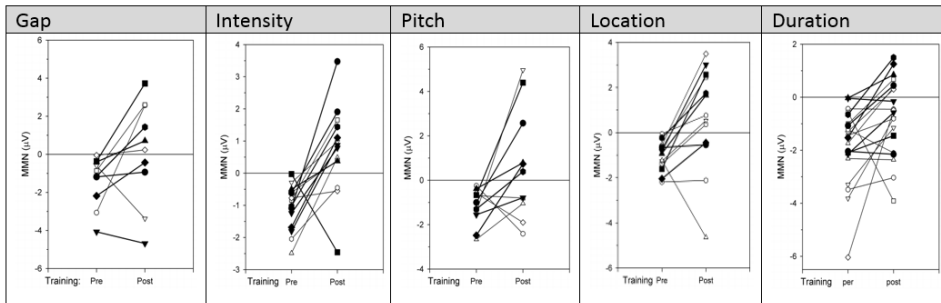 Gap
Intensity
Pitch
Location
Duration
6
4
2
0
-2
-4
-6
MMN (μV)
Training: Pre Post
4
3
2
1
0
-1
-2
-3
MMN (μV)
Training Pre Post
6
4
2
0
-2
-4
MMN (μV)
Training Pre Post
4
2
0
-2
-4
-6
MMN (μV)
Training Pre Post
2
0
-2
-4
-6
MMN (μV)
Training per post